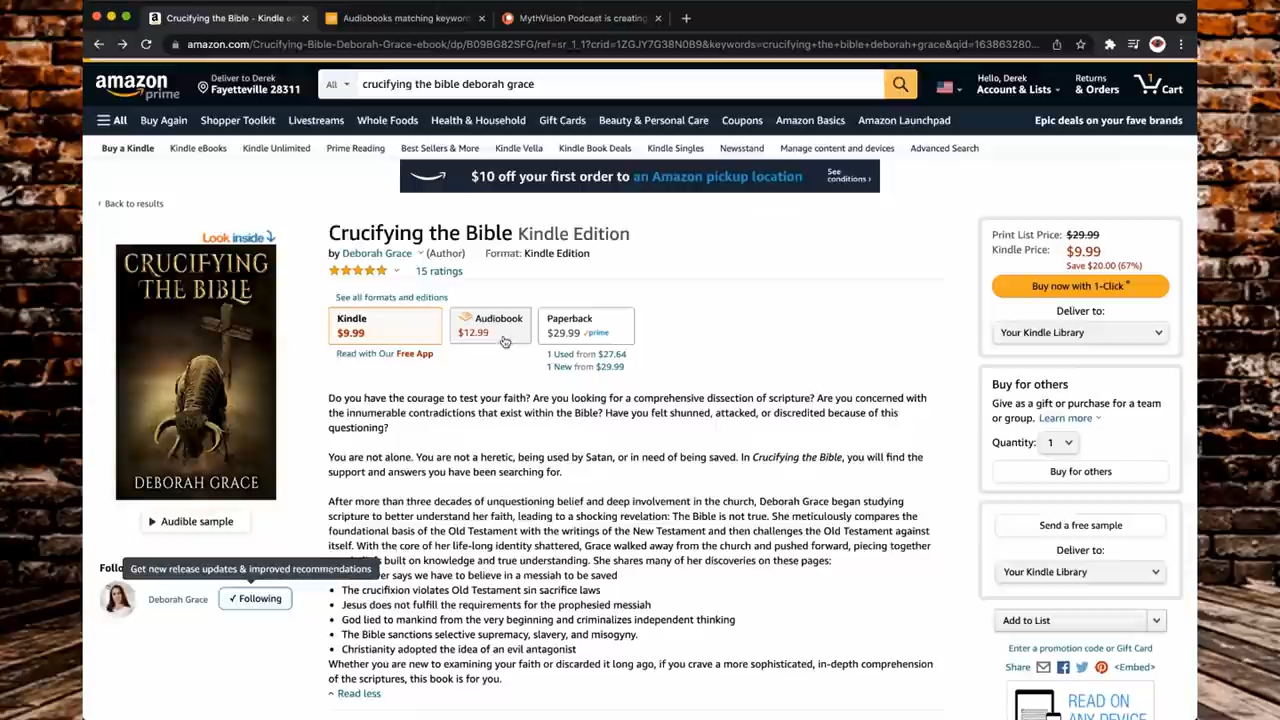 Crucifying the Bible - Kindle e
Audiobooks matching keyword
MythVision Podcast is creating
amazon.com/Crucifying-Bible-Deborah-Grace-ebook/dp/B09BG82SFG/ref=sr_1_1?crid=1ZGJY7G38N0B9&keywords=crucifying+the+bible+deborah+grace&qid=163863280...
amazon prime
Deliver to Derek
Fayetteville 28311
All
crucifying the bible deborah grace
Hello, Derek
Account & Lists
Returns
& Orders
1
Cart
All Buy Again Shopper Toolkit Livestreams Whole Foods Health & Household Gift Cards Beauty & Personal Care Coupons Amazon Basics Amazon Launchpad Epic deals on your fave brands
Buy a Kindle Kindle eBooks Kindle Unlimited Prime Reading Best Sellers & More Kindle Vella Kindle Book Deals Kindle Singles Newsstand Manage content and devices Advanced Search
$10 off your first order to an Amazon pickup location See conditions ›
‹ Back to results
Look inside
CRUCIFYING
THE BIBLE
DEBORAH GRACE
Audible sample
Get new release updates & improved recommendations
Deborah Grace
✓ Following
Crucifying the Bible Kindle Edition
by Deborah Grace (Author) Format: Kindle Edition
15 ratings
See all formats and editions
Kindle
$9.99
Read with Our Free App
Audiobook
$12.99
Paperback
$29.99 ✓prime
1 Used from $27.64
1 New from $29.99
Do you have the courage to test your faith? Are you looking for a comprehensive dissection of scripture? Are you concerned with
the innumerable contradictions that exist within the Bible? Have you felt shunned, attacked, or discredited because of this
questioning?
You are not alone. You are not a heretic, being used by Satan, or in need of being saved. In Crucifying the Bible, you will find the
support and answers you have been searching for.
After more than three decades of unquestioning belief and deep involvement in the church, Deborah Grace began studying
scripture to better understand her faith, leading to a shocking revelation: The Bible is not true. She meticulously compares the
foundational basis of the Old Testament with the writings of the New Testament and then challenges the Old Testament against
itself. With the core of her life-long identity shattered, Grace walked away from the church and pushed forward, piecing together
built on knowledge and true understanding. She shares many of her discoveries on these pages:
says we have to believe in a messiah to be saved
• The crucifixion violates Old Testament sin sacrifice laws
• Jesus does not fulfill the requirements for the prophesied messiah
• God lied to mankind from the very beginning and criminalizes independent thinking
• The Bible sanctions selective supremacy, slavery, and misogyny.
• Christianity adopted the idea of an evil antagonist
Whether you are new to examining your faith or discarded it long ago, if you crave a more sophisticated, in-depth comprehension
of the scriptures, this book is for you.
Read less
Print List Price: $29.99
Kindle Price: $9.99
Save $20.00 (67%)
Buy now with 1-Click ®
Deliver to:
Your Kindle Library
Buy for others
Give as a gift or purchase for a team
or group. Learn more
Quantity: 1
Buy for others
Send a free sample
Deliver to:
Your Kindle Library
Add to List
Enter a promotion code or Gift Card
Share <Embed>
READ ON
ANY DEVICE